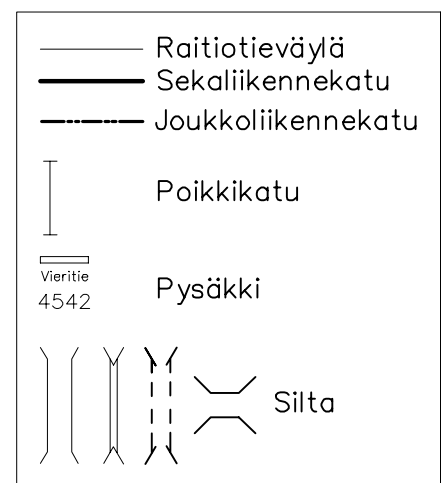 Raitiotieväylä
Sekaliikennekatu
Joukkoliikennekatu
Poikkikatu
Vieritie
4542
Pysäkki
Silta